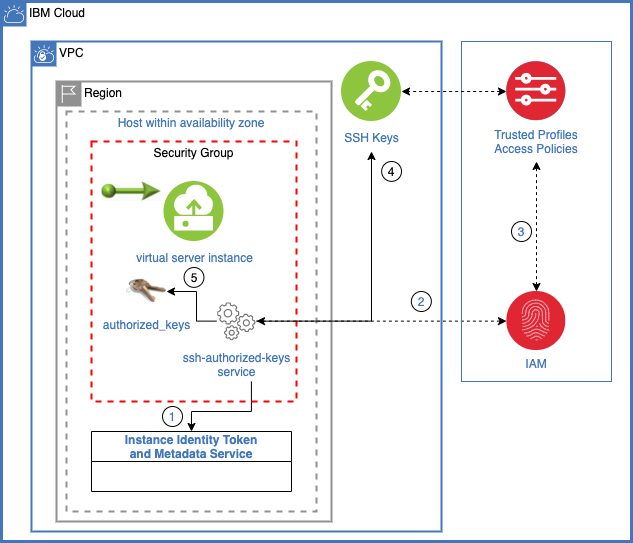 IBM Cloud
VPC
Region
Host within availability zone
Security Group
virtual server instance
5
authorized_keys
ssh-authorized-keys
service
1
Instance Identity Token
and Metadata Service
SSH Keys
4
2
Trusted Profiles
Access Policies
3
IAM